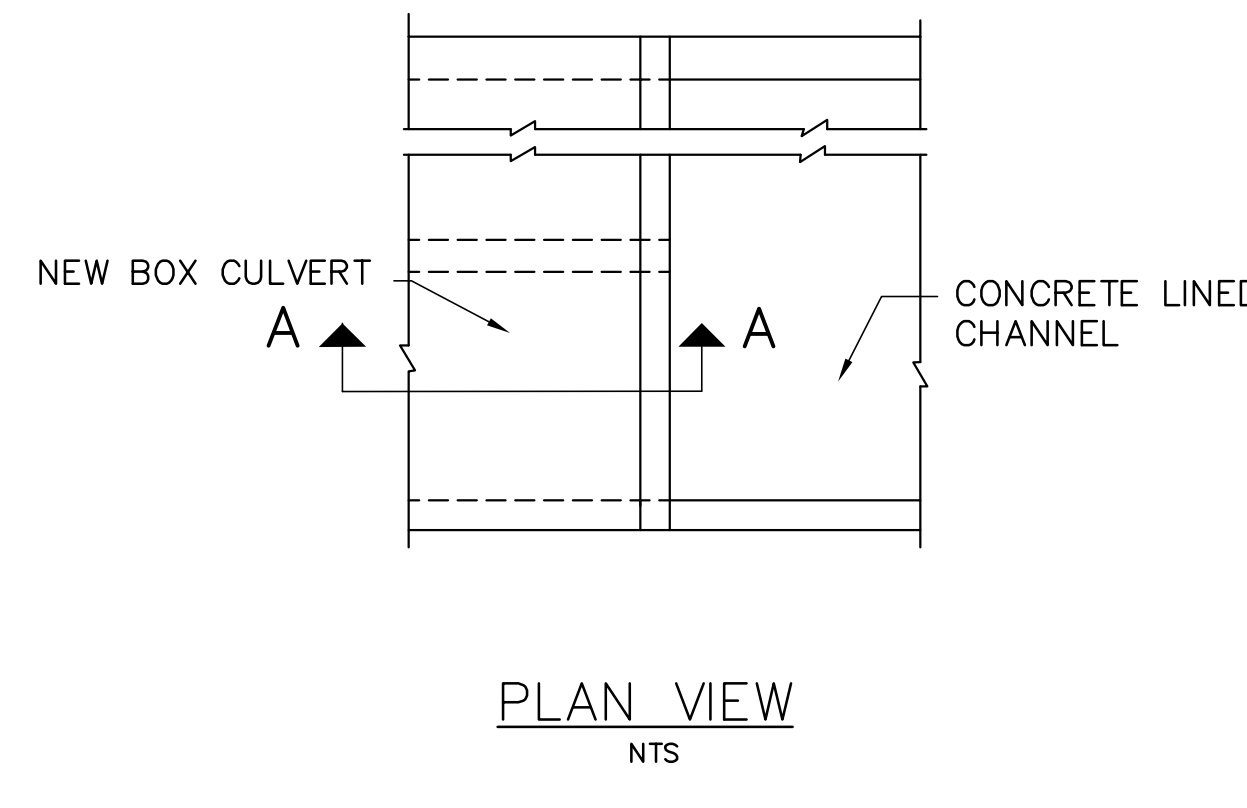 NEW BOX CULVERT
A
A
CONCRETE LINED
CHANNEL
PLAN VIEW
NTS